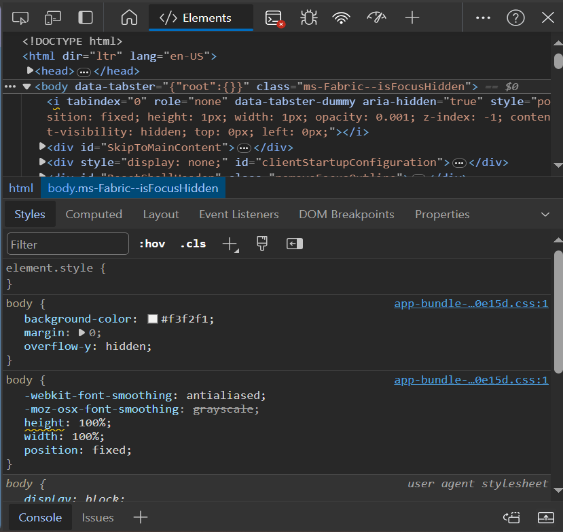 Elements
<!DOCTYPE html>
<html dir="ltr" lang="en-US">
<head> … </head>
<body data-tabster="{"root":{}}" class="ms-Fabric--isFocusHidden"> == $0
<i tabindex="0" role="none" data-tabster-dummy aria-hidden="true" style="po
sition: fixed; height: 1px; width: 1px; opacity: 0.001; z-index: -1; conten
t-visibility: hidden; top: 0px; left: 0px;"></i>
<div id="SkipToMainContent"> … </div>
<div style="display: none;" id="clientStartupConfiguration"> … </div>
html body.ms-Fabric--isFocusHidden
Styles Computed Layout Event Listeners DOM Breakpoints Properties
Filter :hov .cls
element.style {
}
body { app-bundle-…0e15d.css:1
background-color: #f3f2f1;
margin: 0;
overflow-y: hidden;
}
body { app-bundle-…0e15d.css:1
-webkit-font-smoothing: antialiased;
-moz-osx-font-smoothing: grayscale;
height: 100%;
width: 100%;
position: fixed;
}
body { user agent stylesheet
display: block;
Console Issues